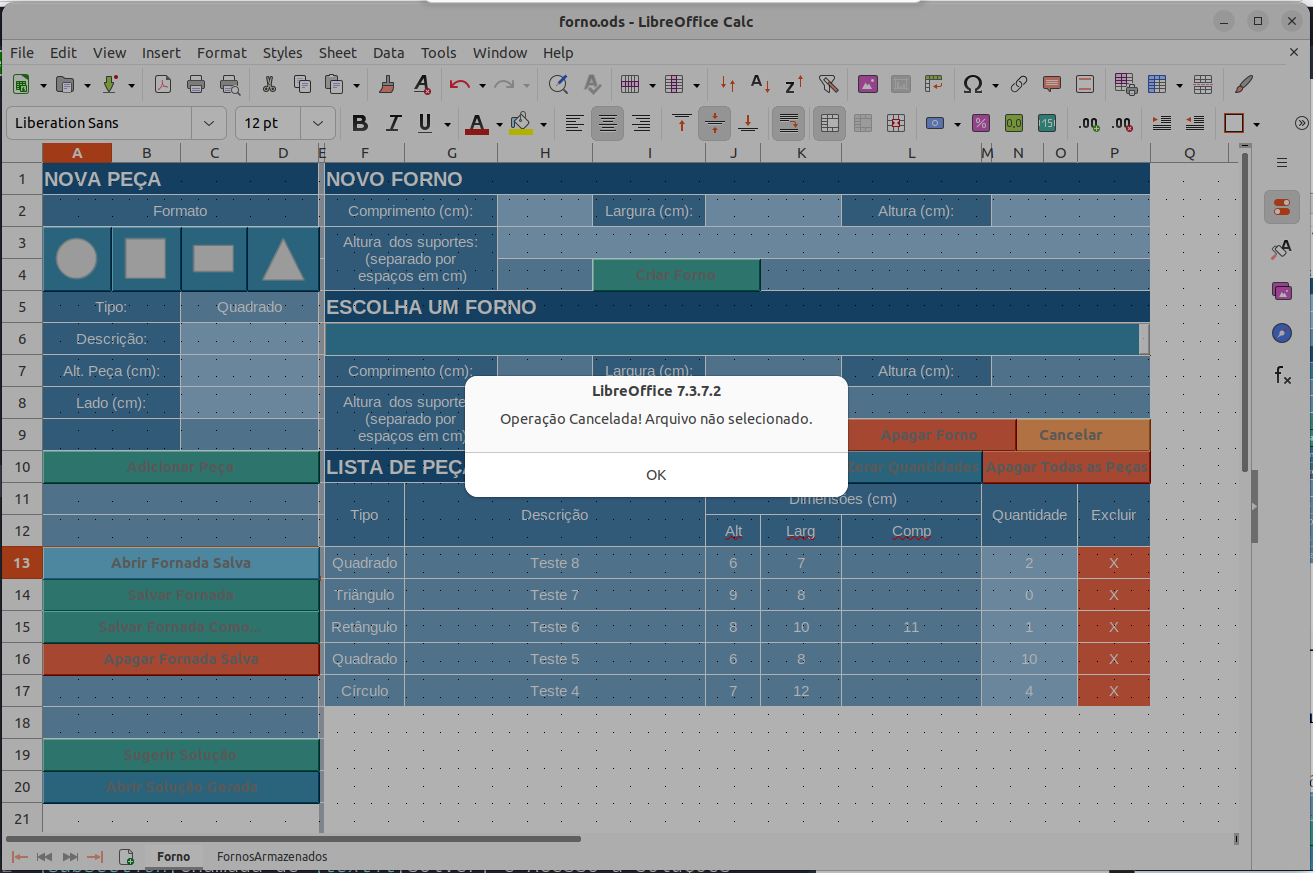 forno.ods - LibreOffice Calc
File Edit View Insert Format Styles Sheet Data Tools Window Help
Liberation Sans 12 pt
A B C D E F G H I J K L M N O P Q
1 NOVA PEÇA NOVO FORNO
2 Formato Comprimento (cm): Largura (cm): Altura (cm):
3 Altura dos suportes:
(separado por
4 espaços em cm) Criar Forno
5 Tipo: Quadrado ESCOLHA UM FORNO
6 Descrição:
7 Alt. Peça (cm): Comprimento (cm): Largura (cm): Altura (cm):
LibreOffice 7.3.7.2
Operação Cancelada! Arquivo não selecionado.
OK
8 Lado (cm): Altura dos suporte
(separado por
9 espaços em cm) Apagar Forno Cancelar
10 Adicionar Peça LISTA DE PEÇA Zerar Quantidades Apagar Todas as Peças
11 Tipo Descrição Dimensões (cm) Quantidade Excluir
12 Alt Larg Comp
13 Abrir Fornada Salva Quadrado Teste 8 6 7 2 X
14 Salvar Fornada Triângulo Teste 7 9 8 0 X
15 Salvar Fornada Como... Retângulo Teste 6 8 10 11 1 X
16 Apagar Fornada Salva Quadrado Teste 5 6 8 10 X
17 Círculo Teste 4 7 12 4 X
18
19 Sugerir Solução
20 Abrir Solução Gerada
21
Forno FornosArmazenados